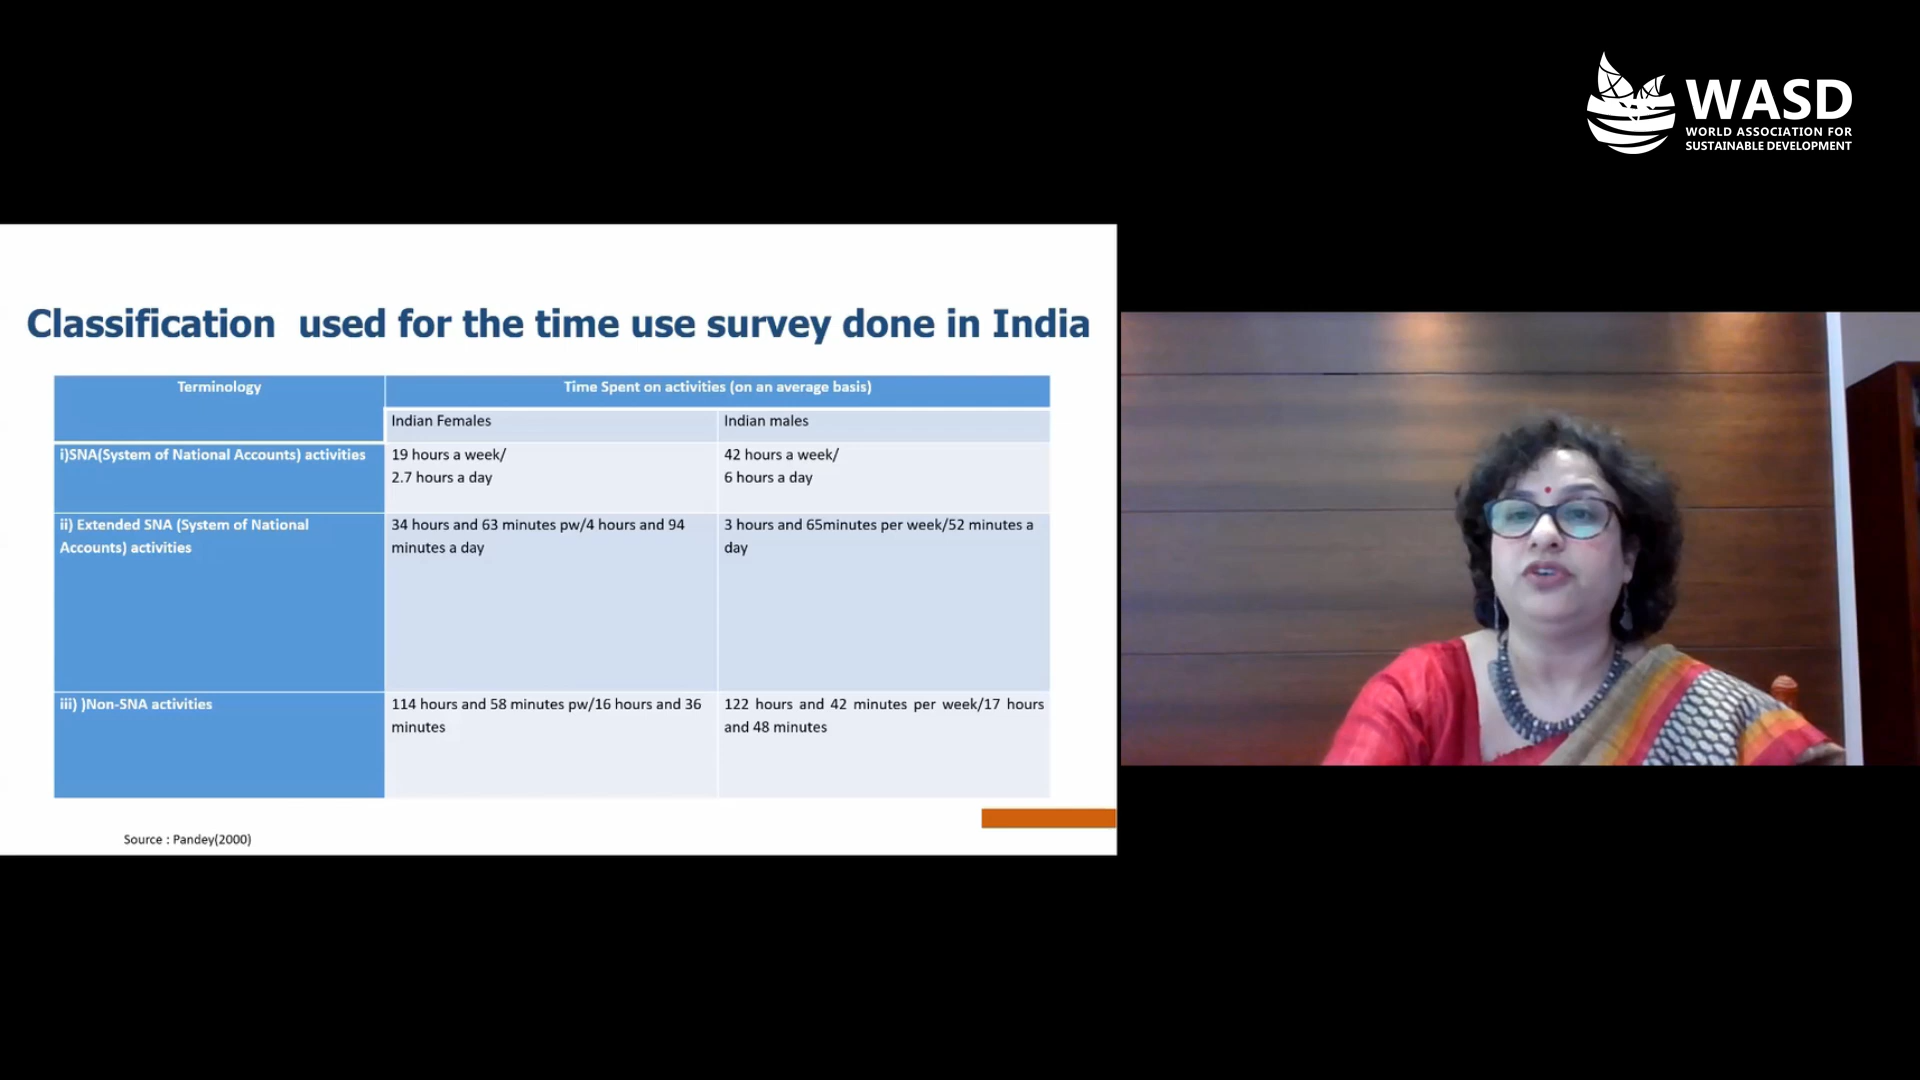 WASD
WORLD ASSOCIATION FOR
SUSTAINABLE DEVELOPMENT
Classification used for the time use survey done in India
Terminology
Time Spent on activities (on an average basis)
Indian Females
Indian males
i)SNA(System of National Accounts) activities
19 hours a week/
2.7 hours a day
42 hours a week/
6 hours a day
ii) Extended SNA (System of National
Accounts) activities
34 hours and 63 minutes pw/4 hours and 94
minutes a day
3 hours and 65minutes per week/52 minutes a
day
iii) )Non-SNA activities
114 hours and 58 minutes pw/16 hours and 36
minutes
122 hours and 42 minutes per week/17 hours
and 48 minutes
Source : Pandey(2000)